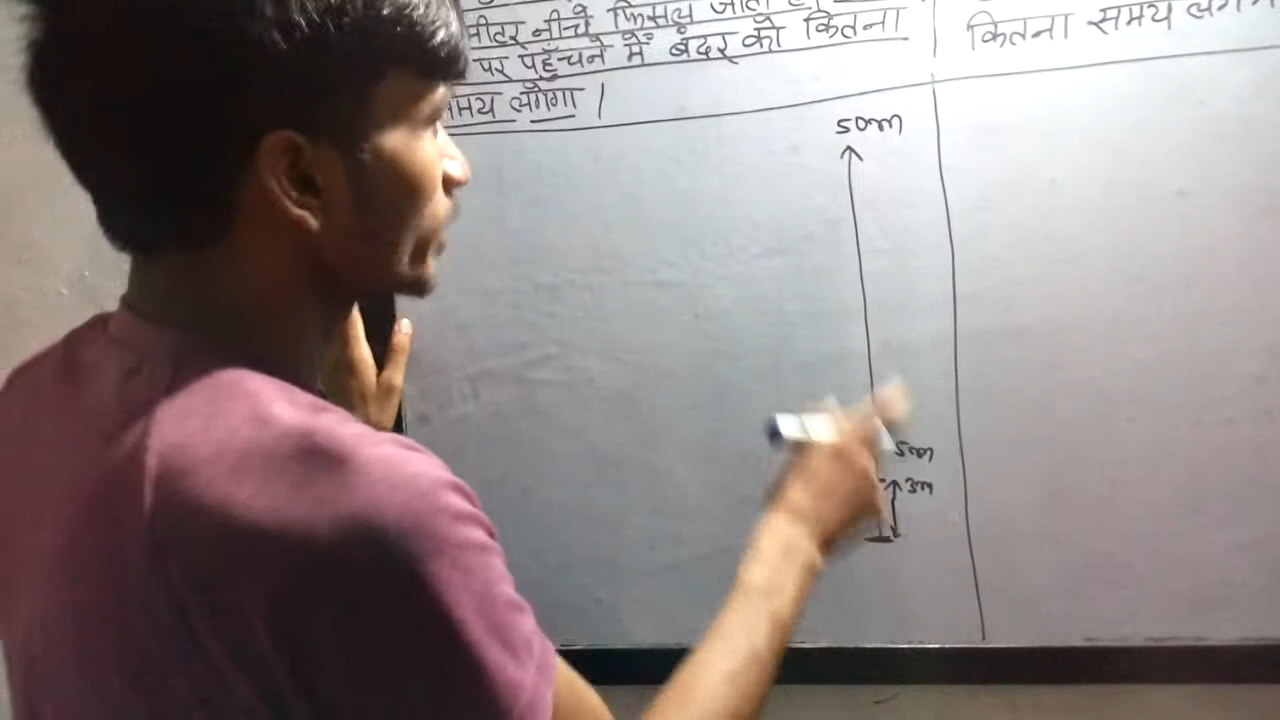 मीटर नीचे फिसल जाता है।
पर पहुँचने में बंदर को कितना
समय लगेगा।
कितना समय लगेगा
50m
5m
3m